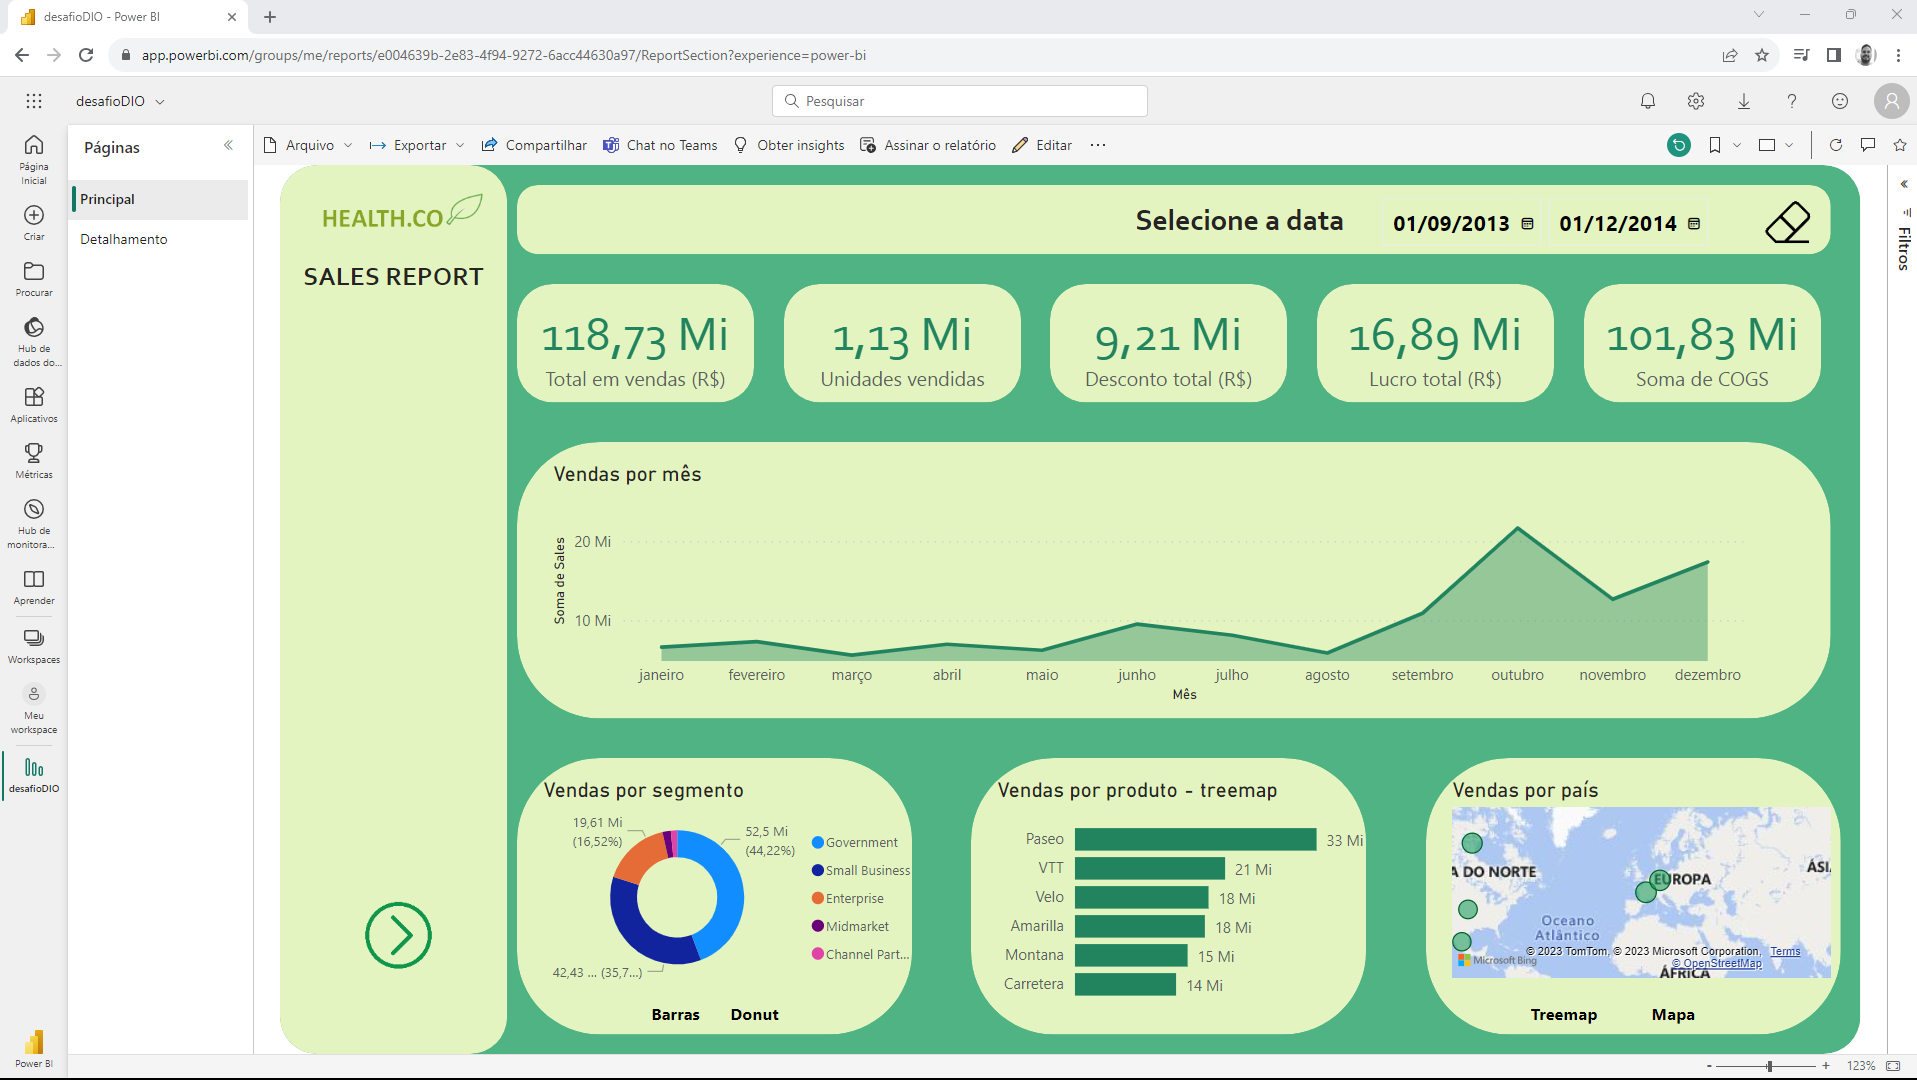 desafioDIO - Power BI
app.powerbi.com/groups/me/reports/e004639b-2e83-4f94-9272-6acc44630a97/ReportSection?experience=power-bi
desafioDIO
Pesquisar
Página
Inicial
Criar
Procurar
Hub de
dados do...
Aplicativos
Métricas
Hub de
monitora...
Aprender
Workspaces
Meu
workspace
desafioDIO
Power BI
Páginas
Principal
Detalhamento
Arquivo
Exportar
Compartilhar
Chat no Teams
Obter insights
Assinar o relatório
Editar
Filtros
HEALTH.CO
SALES REPORT
Selecione a data
01/09/2013
01/12/2014
118,73 Mi
Total em vendas (R$)
1,13 Mi
Unidades vendidas
9,21 Mi
Desconto total (R$)
16,89 Mi
Lucro total (R$)
101,83 Mi
Soma de COGS
Vendas por mês
Soma de Sales
20 Mi
10 Mi
janeiro fevereiro março abril maio junho julho agosto setembro outubro novembro dezembro
Mês
Vendas por segmento
19,61 Mi
(16,52%)
52,5 Mi
(44,22%)
42,43 ... (35,7...)
Government
Small Business
Enterprise
Midmarket
Channel Part...
Barras Donut
Vendas por produto - treemap
Paseo 33 Mi
VTT 21 Mi
Velo 18 Mi
Amarilla 18 Mi
Montana 15 Mi
Carretera 14 Mi
Vendas por país
A DO NORTE
EUROPA
ÁSI
Oceano
Atlântico
ÁFRICA
© 2023 TomTom, © 2023 Microsoft Corporation, Terms
© OpenStreetMap
Microsoft Bing
Treemap Mapa
- + 123%